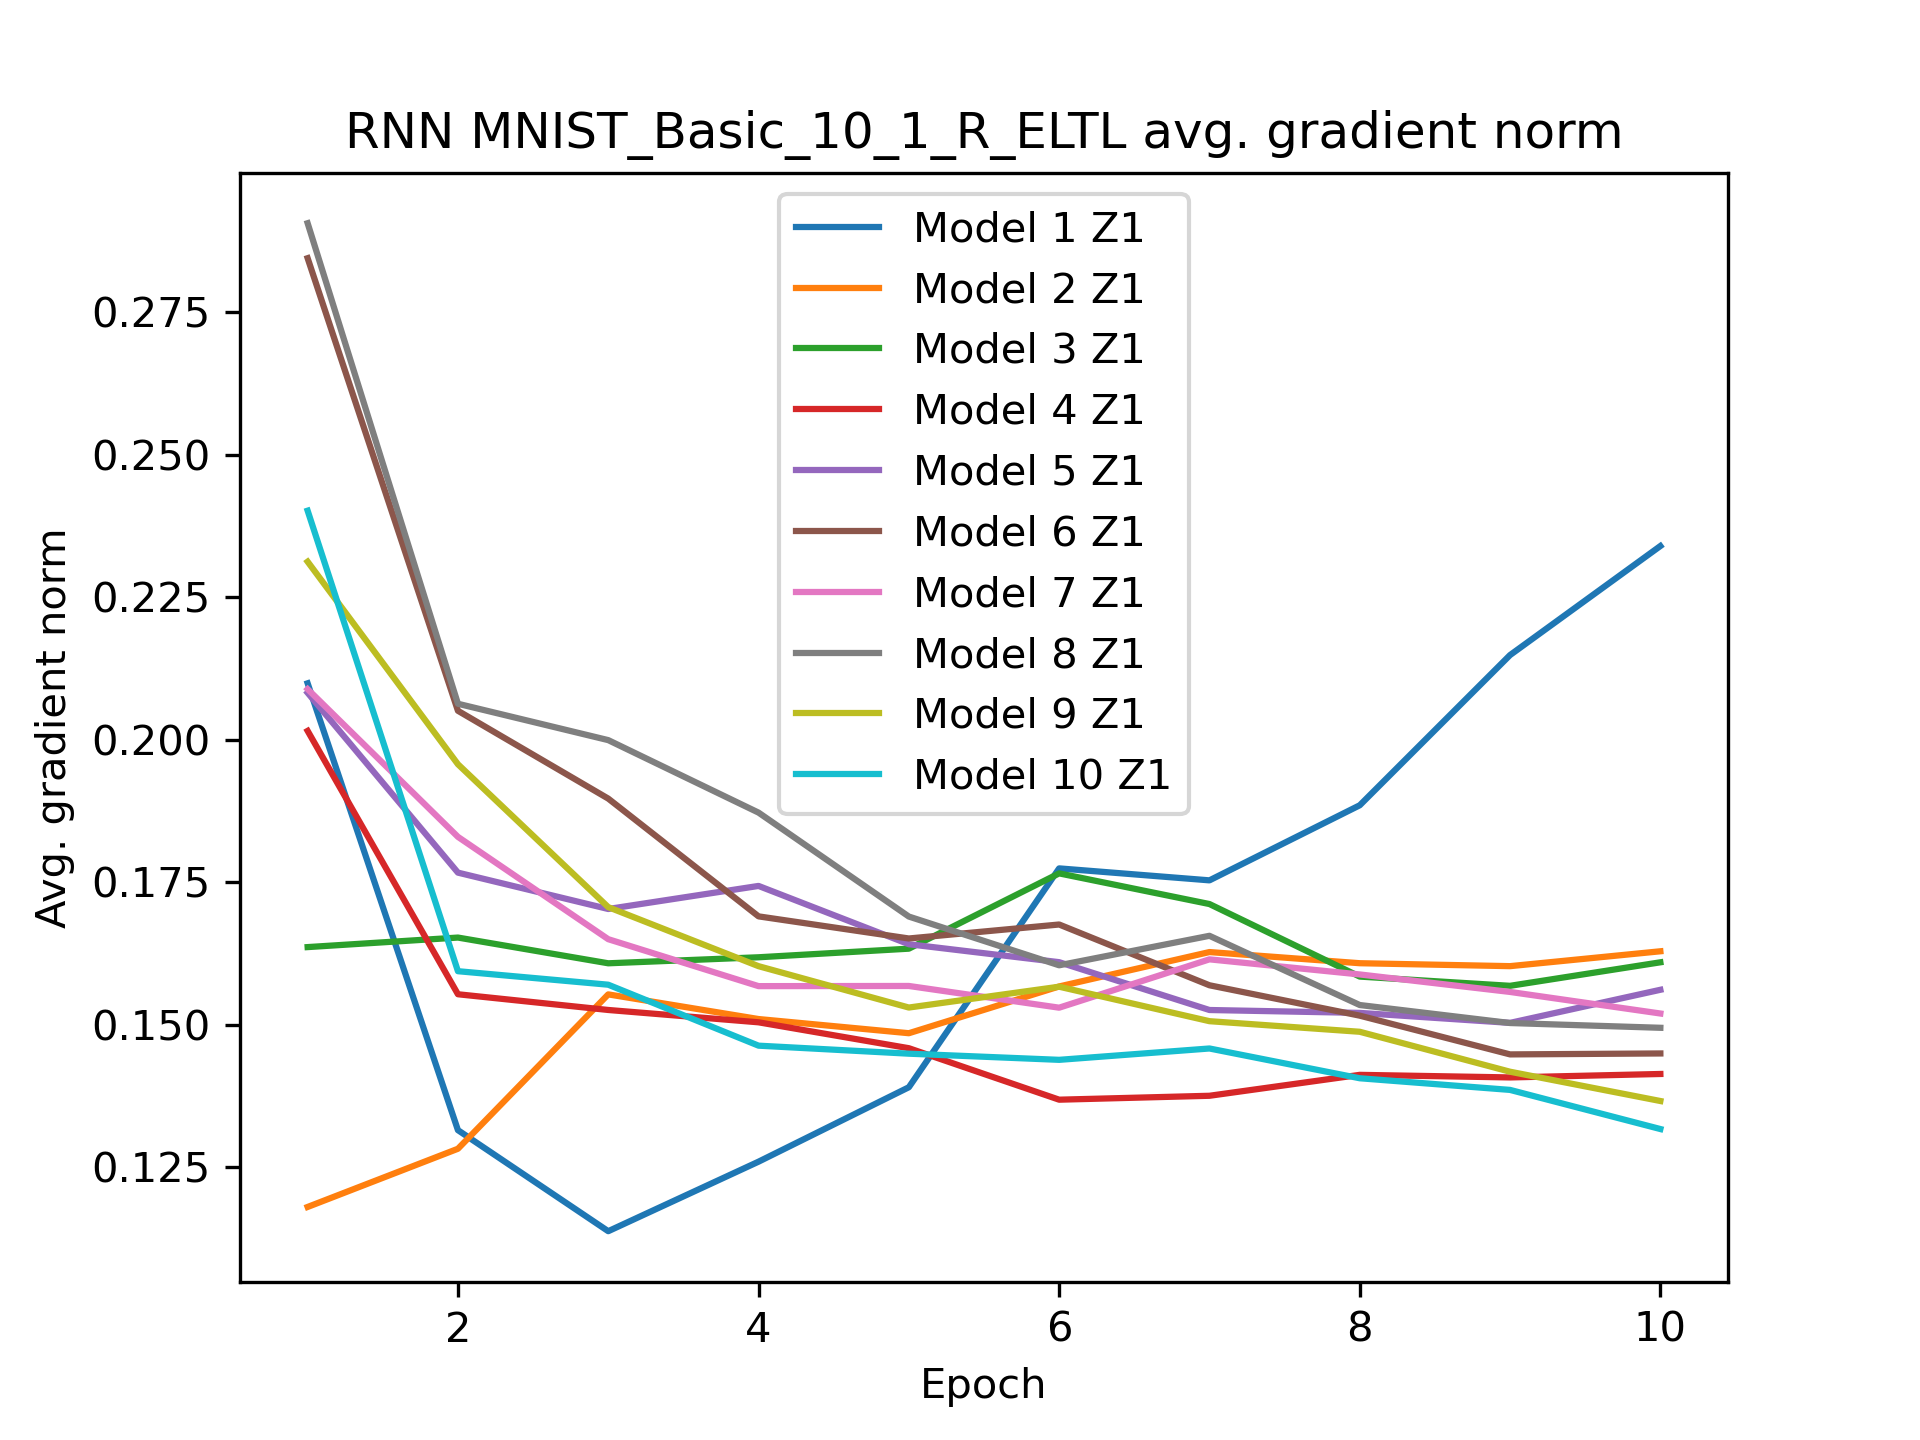 RNN MNIST_Basic_10_1_R_ELTL avg. gradient norm
Model 1 Z1
Model 2 Z1
Model 3 Z1
Model 4 Z1
Model 5 Z1
Model 6 Z1
Model 7 Z1
Model 8 Z1
Model 9 Z1
Model 10 Z1
Avg. gradient norm
0.275
0.250
0.225
0.200
0.175
0.150
0.125
2
4
6
8
10
Epoch